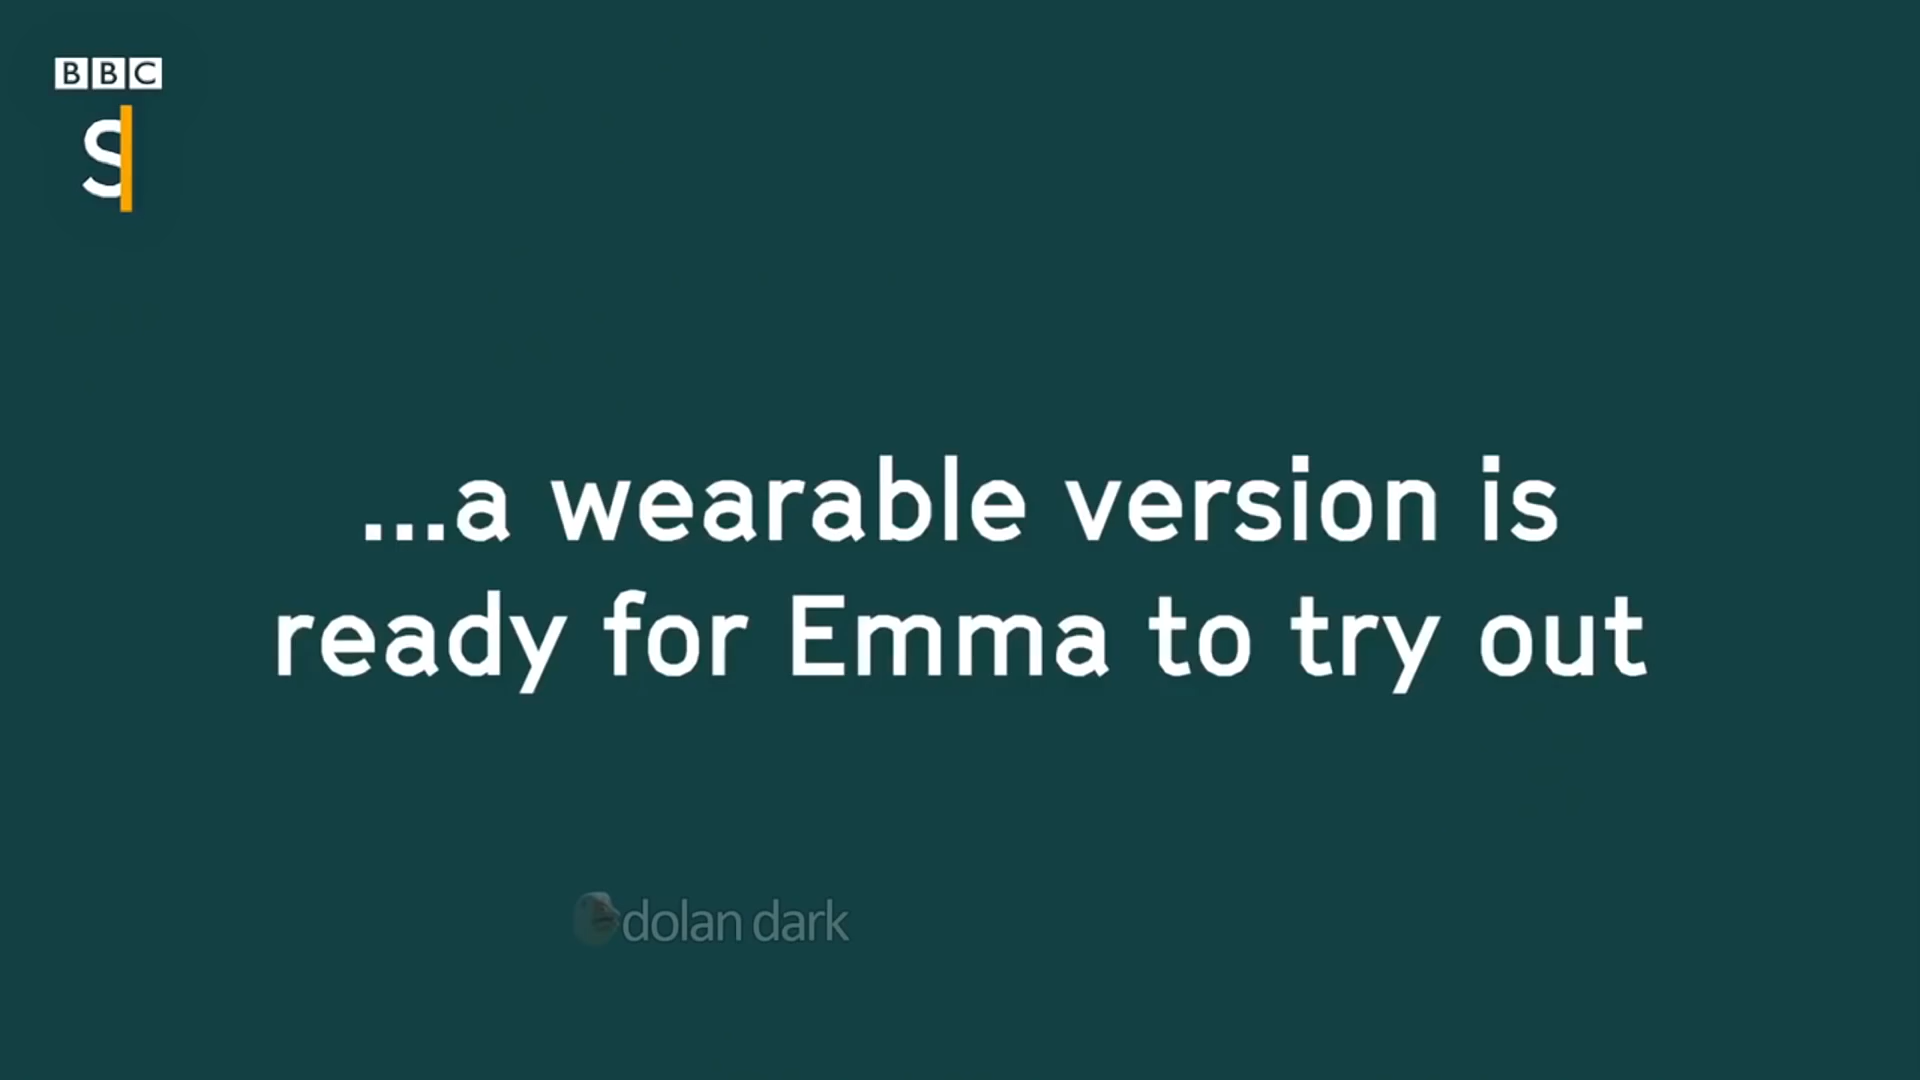 BBC
S
...a wearable version is
ready for Emma to try out
dolan dark